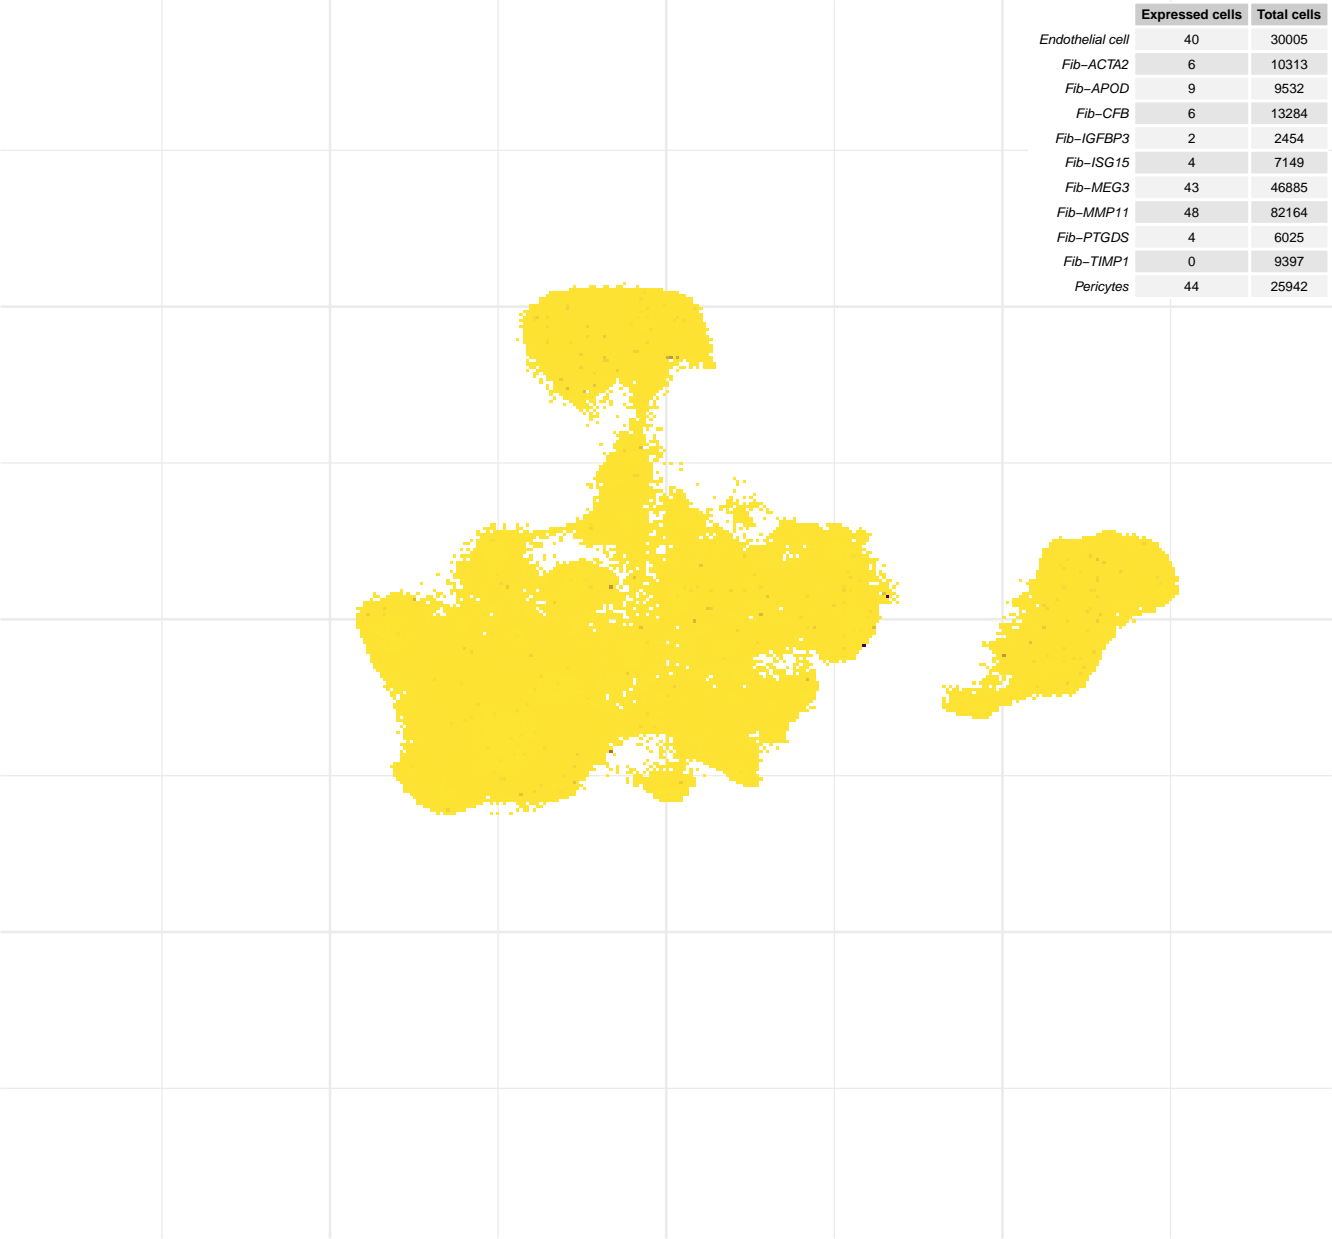 Expressed cells Total cells
Endothelial cell 40 30005
Fib−ACTA2 6 10313
Fib−APOD 9 9532
Fib−CFB 6 13284
Fib−IGFBP3 2 2454
Fib−ISG15 4 7149
Fib−MEG3 43 46885
Fib−MMP11 48 82164
Fib−PTGDS 4 6025
Fib−TIMP1 0 9397
Pericytes 44 25942